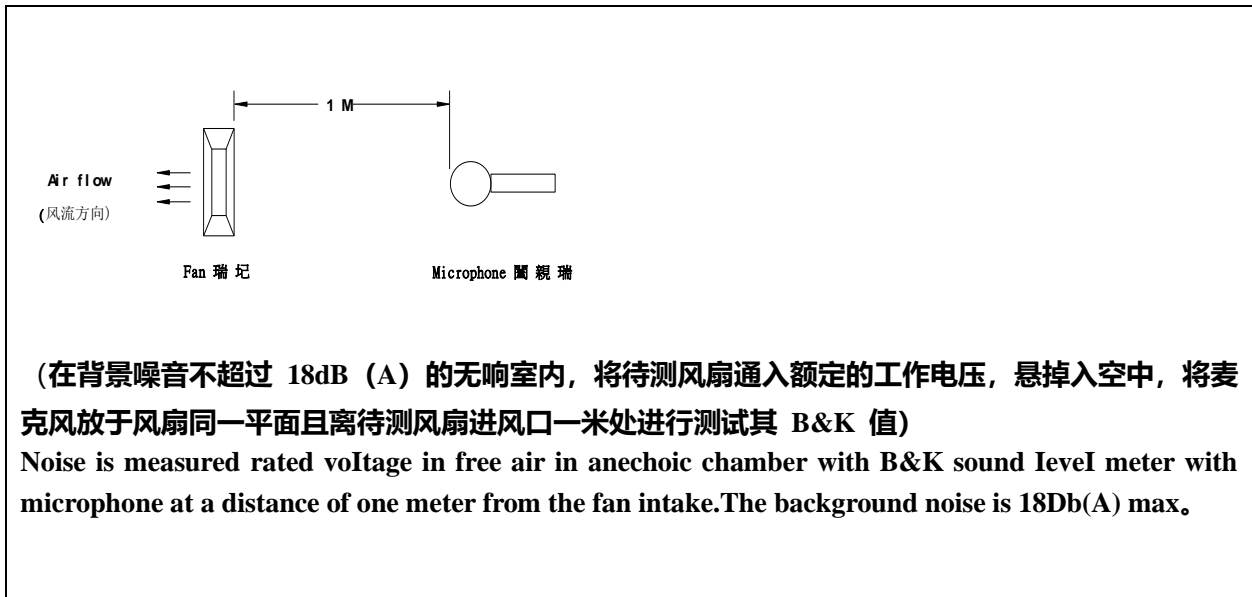 1 M
Air flow
(风流方向)
Fan 瑞 圮
Microphone 闔 親 瑞
（在背景噪音不超过 18dB（A）的无响室内，将待测风扇通入额定的工作电压，悬掉入空中，将麦
克风放于风扇同一平面且离待测风扇进风口一米处进行测试其 B&K 值)
Noise is measured rated voItage in free air in anechoic chamber with B&K sound IeveI meter with
microphone at a distance of one meter from the fan intake.The background noise is 18Db(A) max。